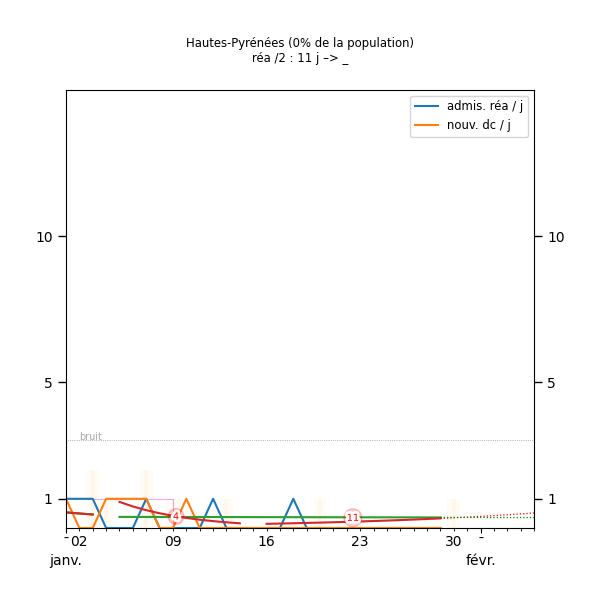 Hautes-Pyrénées (0% de la population)
réa /2 : 11 j –> _
admis. réa / j
nouv. dc / j
10 10
5 5
bruit
1 1
4 11
- 02 09 16 23 30 -
janv. févr.